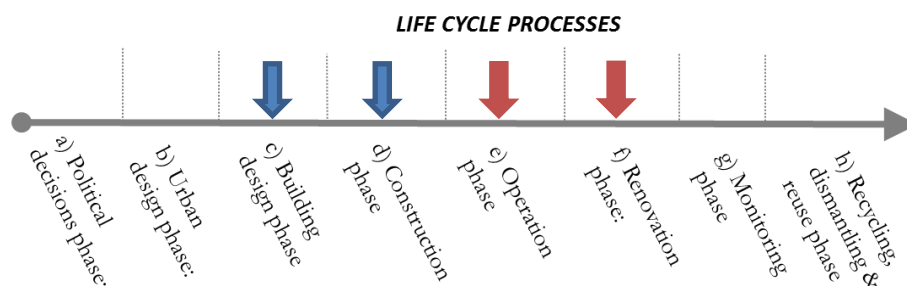 LIFE CYCLE PROCESSES
a) Political
decisions phase:
b) Urban
design phase:
c) Building
design phase
d) Construction
phase
e) Operation
phase
f) Renovation
phase:
g) Monitoring
phase
h) Recycling,
dismantling &
reuse phase